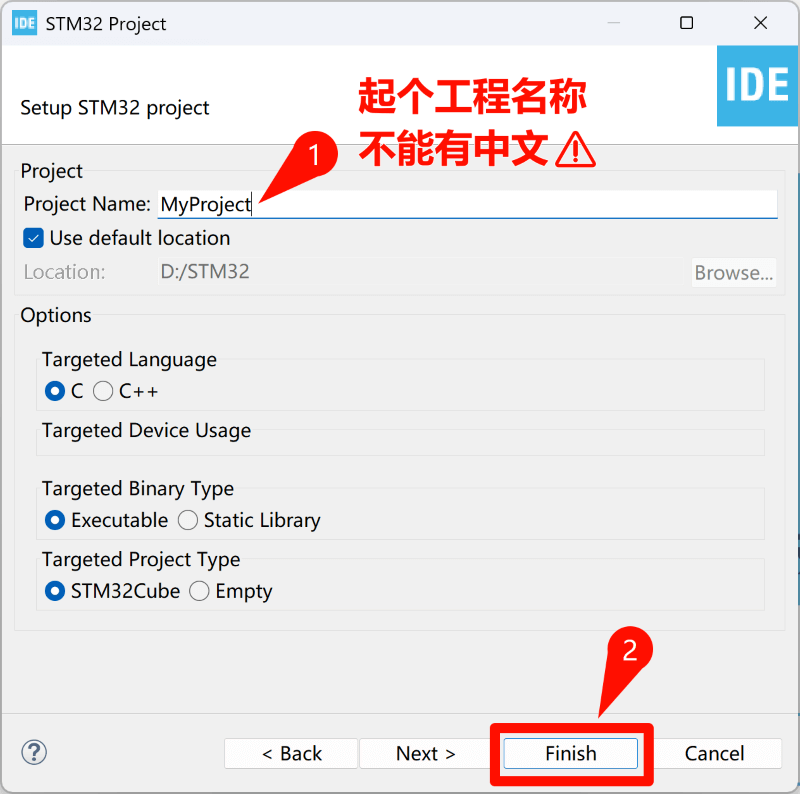 IDE STM32 Project
Setup STM32 project
起个工程名称
不能有中文
IDE
1
Project
Project Name: MyProject
Use default location
Location: D:/STM32 Browse...
Options
Targeted Language
C C++
Targeted Device Usage
Targeted Binary Type
Executable Static Library
Targeted Project Type
STM32Cube Empty
2
? < Back Next > Finish Cancel